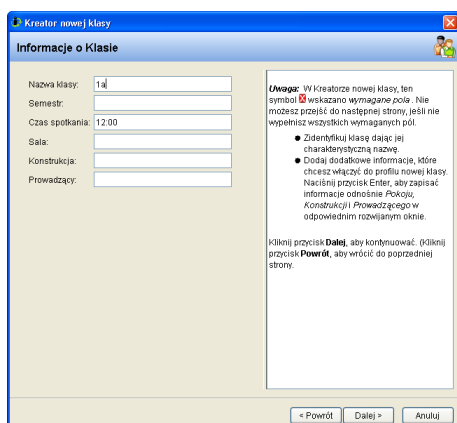 Kreator nowej klasy
Informacje o Klasie
Nazwa klasy: 1a
Semestr:
Czas spotkania: 12:00
Sala:
Konstrukcja:
Prowadzący:
Uwaga: W Kreatorze nowej klasy, ten
symbol wskazano wymagane pola . Nie
możesz przejść do następnej strony, jeśli nie
wypełnisz wszystkich wymaganych pól.
● Zidentyfikuj klasę dając jej
charakterystyczną nazwę.
● Dodaj dodatkowe informacje, które
chcesz włączyć do profilu nowej klasy.
Naciśnij przycisk Enter, aby zapisać
informacje odnośnie Pokoju,
Konstrukcji i Prowadzącego w
odpowiednim rozwijanym oknie.
Kliknij przycisk Dalej, aby kontynuować. (Kliknij
przycisk Powrót, aby wrócić do poprzedniej
strony.
< Powrót Dalej > Anuluj